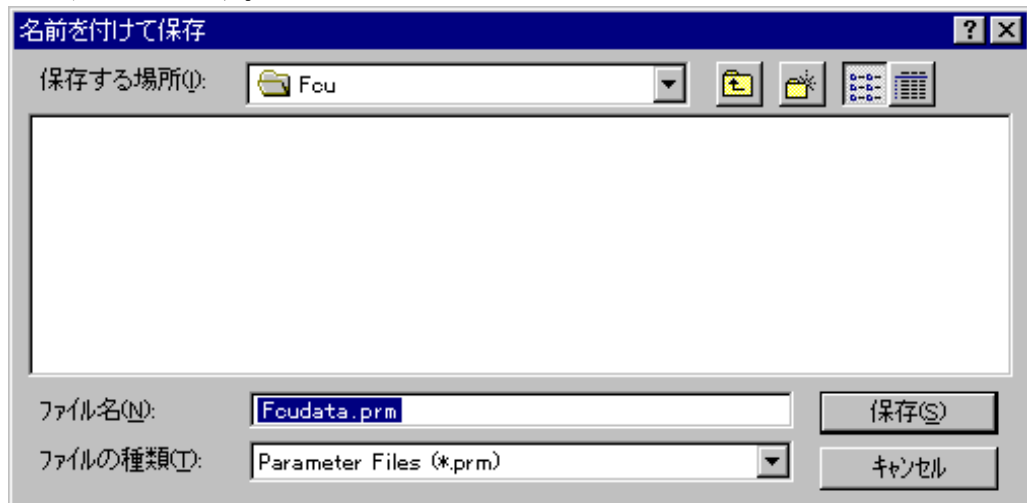 名前を付けて保存
保存する場所(I):
Fcu
ファイル名(N):
Fcudata.prm
保存(S)
ファイルの種類(T):
Parameter Files (*.prm)
キャンセル